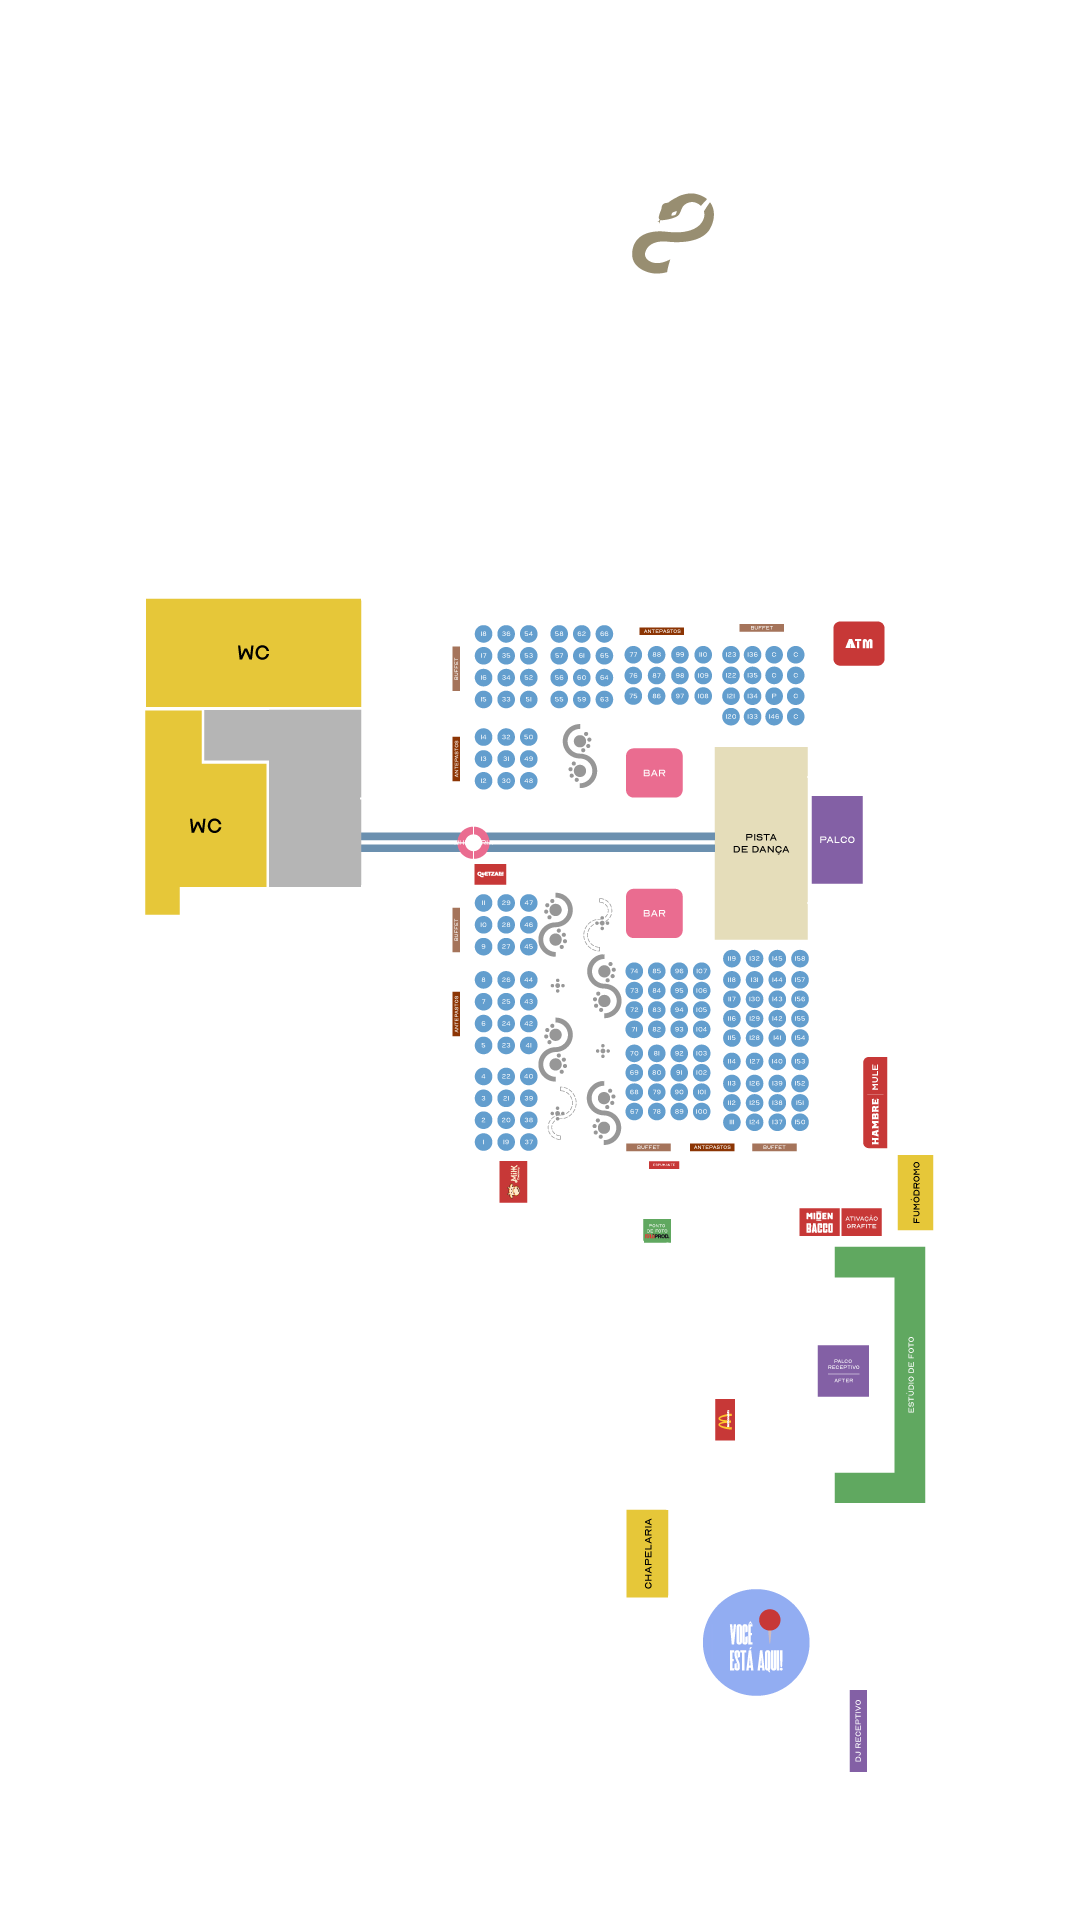 18 36 54 58 62 66
17 35 53 57 61 65
16 34 52 56 60 64
15 33 51 55 59 63
BUFFET
ANTEPASTOS
77 88 99 110
76 87 98 109
75 86 97 108
BUFFET
123 136 C C
122 135 C C
121 134 P C
120 133 146 C
ATM
WC
WC
ANTEPASTOS
14 32 50
13 31 49
12 30 48
BAR
PISTA
DE DANÇA
PALCO
QUETZAL
BAR
BUFFET
11 29 47
10 28 46
9 27 45
ANTEPASTOS
8 26 44
7 25 43
6 24 42
5 23 41
4 22 40
3 21 39
2 20 38
1 19 37
74 85 96 107
73 84 95 106
72 83 94 105
71 82 93 104
70 81 92 103
69 80 91 102
68 79 90 101
67 78 89 100
119 132 145 158
118 131 144 157
117 130 143 156
116 129 142 155
115 128 141 154
114 127 140 153
113 126 139 152
112 125 138 151
111 124 137 150
BUFFET
ANTEPASTOS
BUFFET
HAMBRE MULE
MIK
FUMÓDROMO
PONTO
DE FOTO
PROD.
BACCO
ATIVAÇÃO
GRAFITE
ESTÚDIO DE FOTO
PALCO
RECEPTIVO
AFTER
CHAPELARIA
VOCÊ
ESTÁ AQUI!
DJ RECEPTIVO